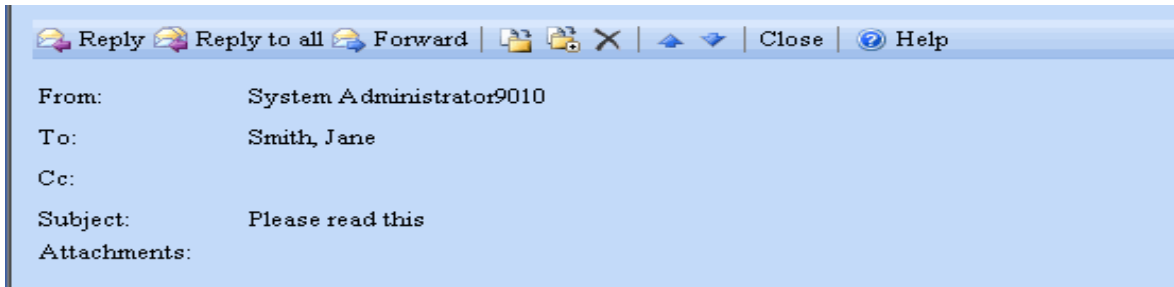 Reply Reply to all Forward | | Close | Help
From: System Administrator9010
To: Smith, Jane
Cc:
Subject: Please read this
Attachments: